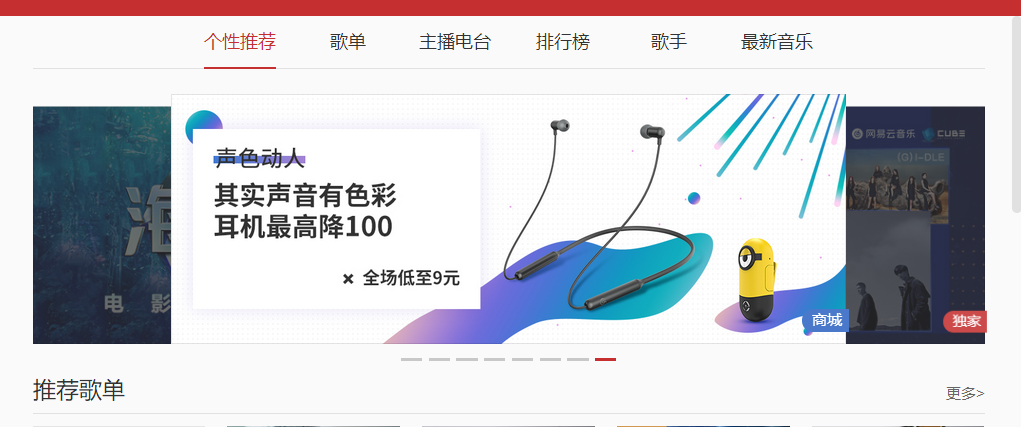 个性推荐 歌单 主播电台 排行榜 歌手 最新音乐
声色动人
其实声音有色彩
耳机最高降100
× 全场低至9元
商城
海
电 影
网易云音乐 CUBE
(G)I-DLE
独家
推荐歌单 更多>